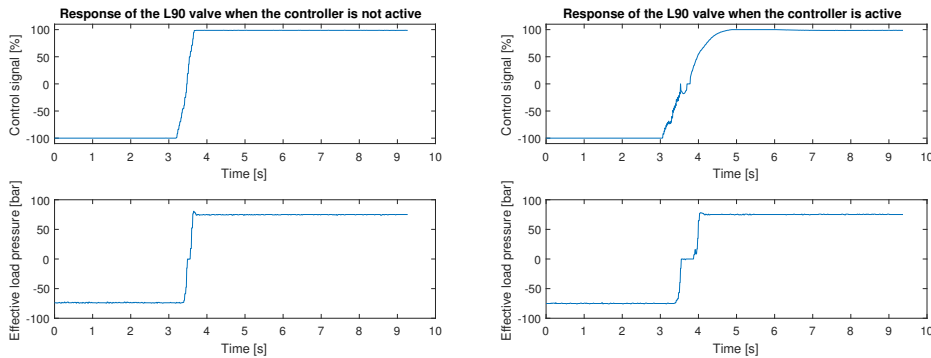 Response of the L90 valve when the controller is not active
Control signal [%]
100
50
0
-50
-100
0 1 2 3 4 5 6 7 8 9 10
Time [s]
Effective load pressure [bar]
100
50
0
-50
-100
0 1 2 3 4 5 6 7 8 9 10
Time [s]
Response of the L90 valve when the controller is active
Control signal [%]
100
50
0
-50
-100
0 1 2 3 4 5 6 7 8 9 10
Time [s]
Effective load pressure [bar]
100
50
0
-50
-100
0 1 2 3 4 5 6 7 8 9 10
Time [s]